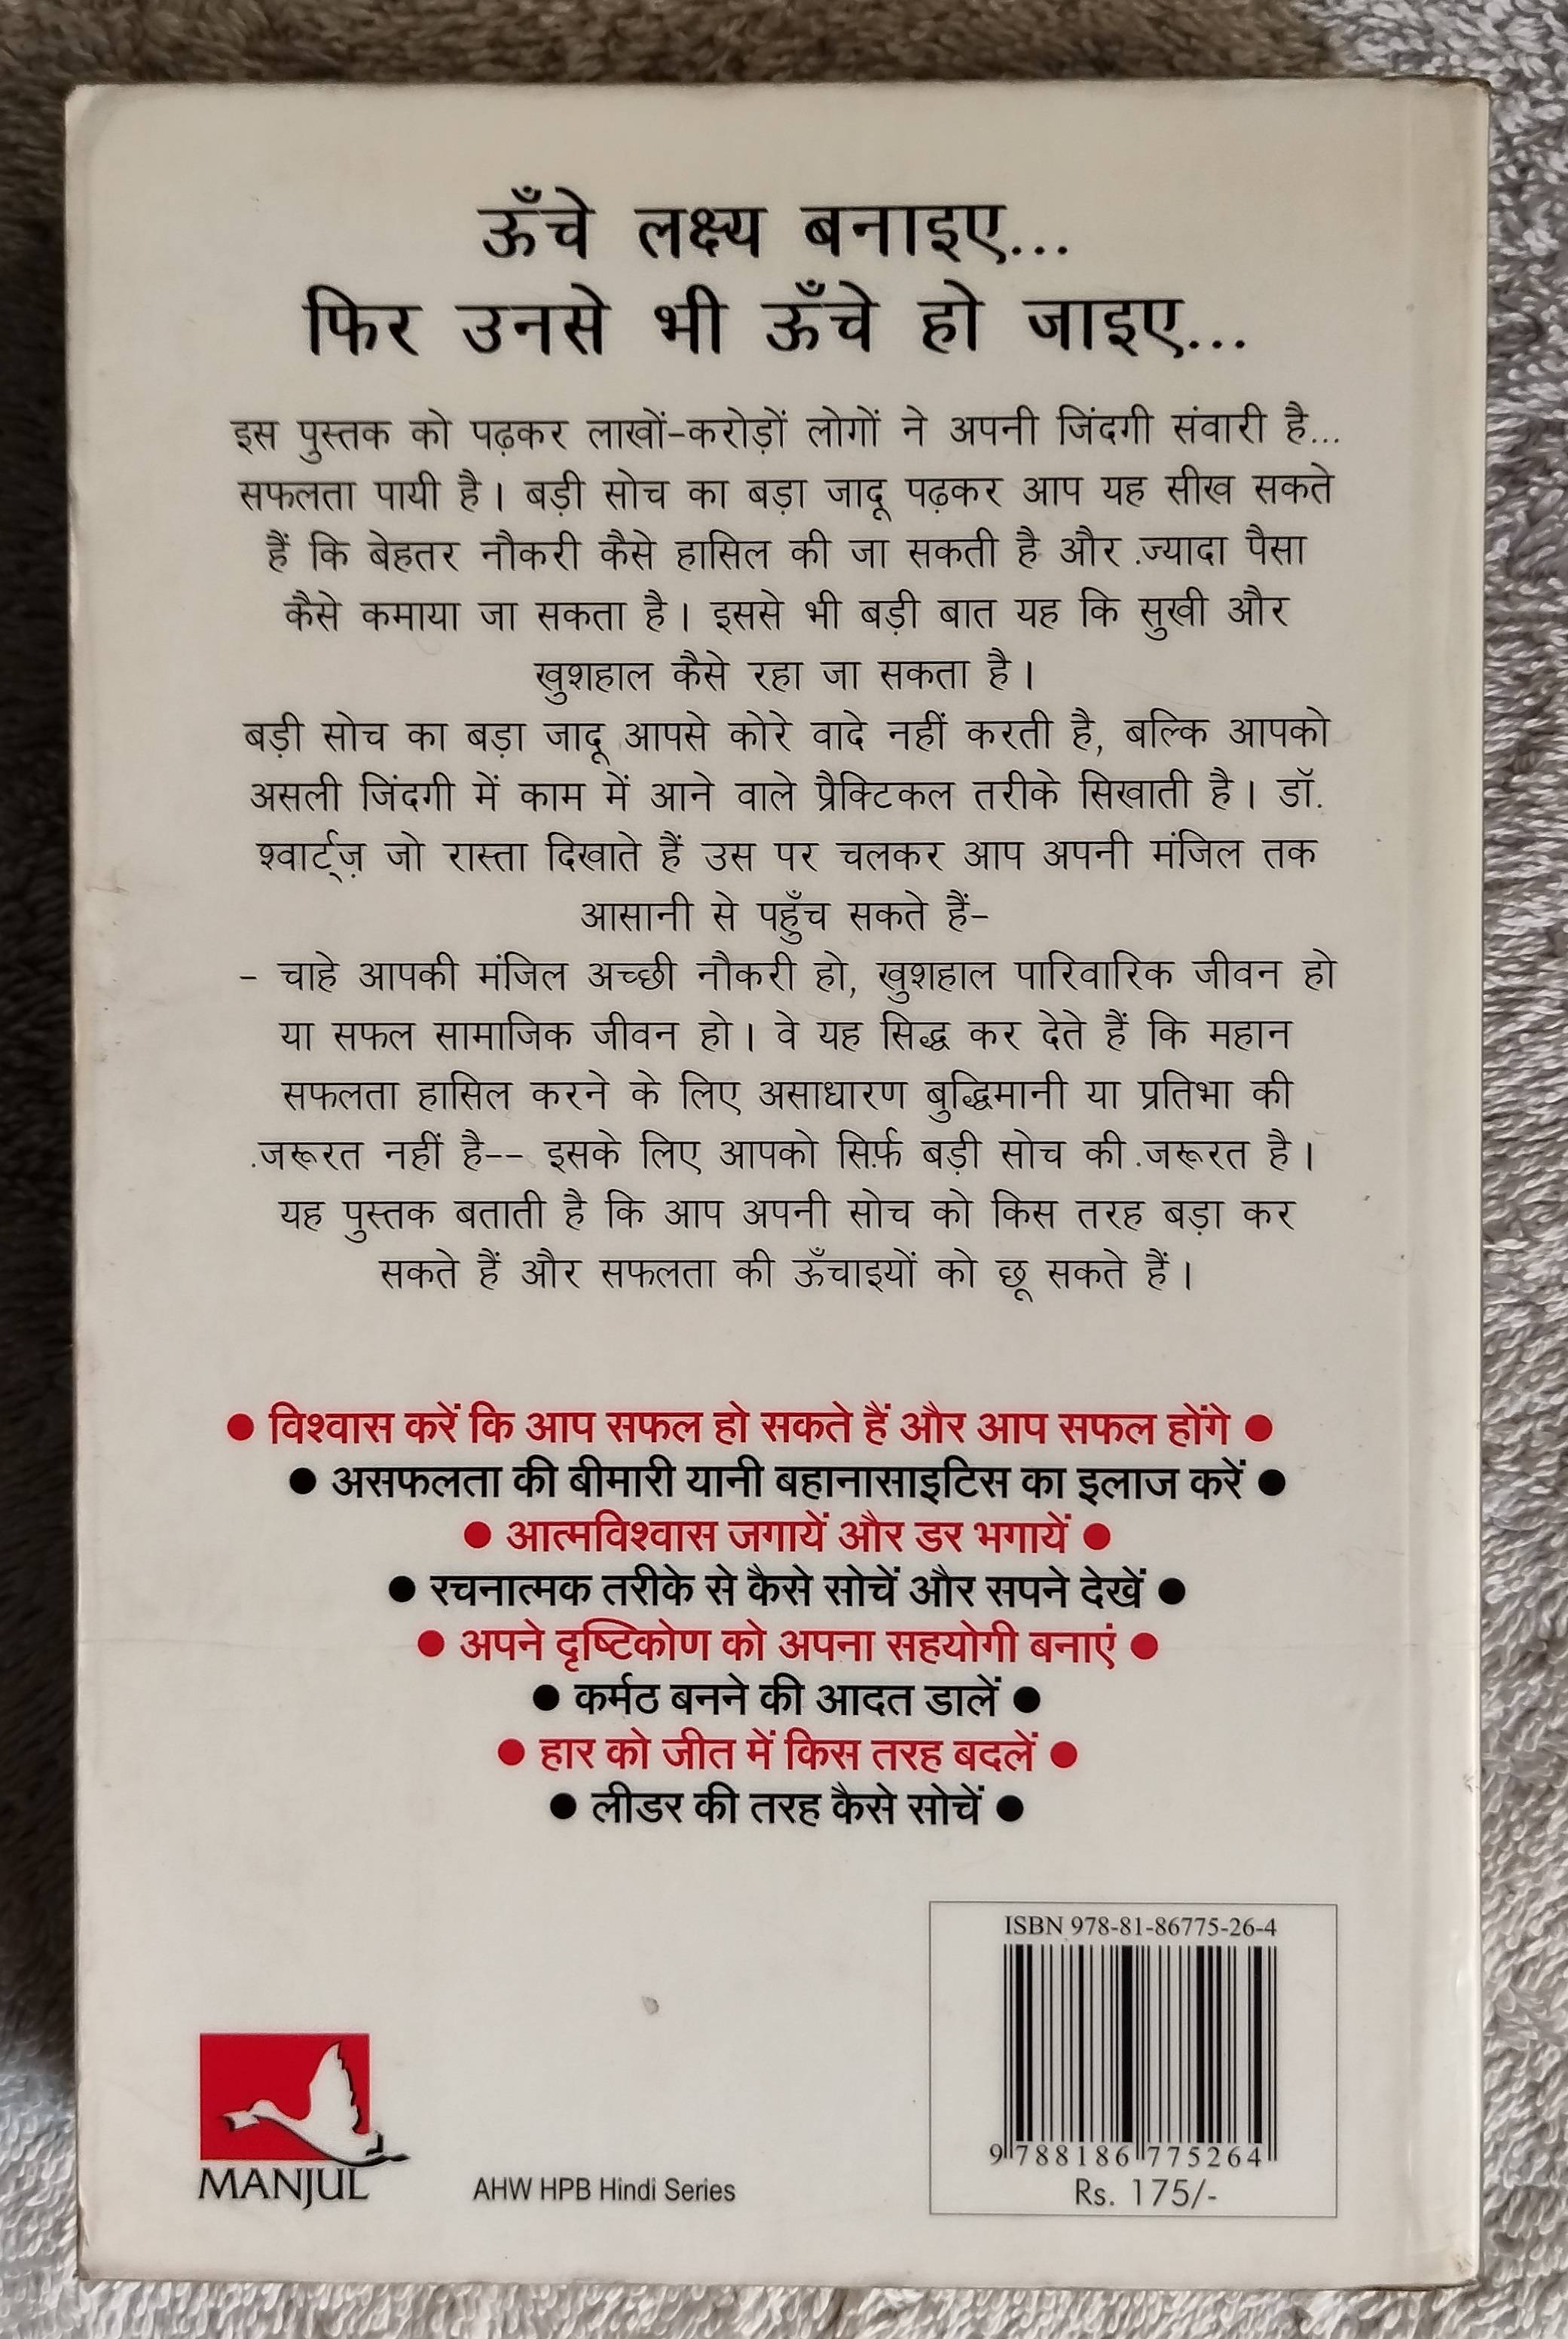 ऊँचे लक्ष्य बनाइए...
फिर उनसे भी ऊँचे हो जाइए...
इस पुस्तक को पढ़कर लाखों-करोड़ों लोगों ने अपनी जिंदगी संवारी है...
सफलता पायी है। बड़ी सोच का बड़ा जादू पढ़कर आप यह सीख सकते
हैं कि बेहतर नौकरी कैसे हासिल की जा सकती है और .ज्यादा पैसा
कैसे कमाया जा सकता है। इससे भी बड़ी बात यह कि सुखी और
खुशहाल कैसे रहा जा सकता है।
बड़ी सोच का बड़ा जादू आपसे कोरे वादे नहीं करती है, बल्कि आपको
असली जिंदगी में काम में आने वाले प्रैक्टिकल तरीके सिखाती है। डॉ.
श्वार्ट्ज़ जो रास्ता दिखाते हैं उस पर चलकर आप अपनी मंजिल तक
आसानी से पहुँच सकते हैं-
- चाहे आपकी मंजिल अच्छी नौकरी हो, खुशहाल पारिवारिक जीवन हो
या सफल सामाजिक जीवन हो। वे यह सिद्ध कर देते हैं कि महान
सफलता हासिल करने के लिए असाधारण बुद्धिमानी या प्रतिभा की
.जरूरत नहीं है-- इसके लिए आपको सिर्फ़ बड़ी सोच की .जरूरत है।
यह पुस्तक बताती है कि आप अपनी सोच को किस तरह बड़ा कर
सकते हैं और सफलता की ऊँचाइयों को छू सकते हैं।
● विश्वास करें कि आप सफल हो सकते हैं और आप सफल होंगे ●
● असफलता की बीमारी यानी बहानासाइटिस का इलाज करें ●
● आत्मविश्वास जगायें और डर भगायें ●
● रचनात्मक तरीके से कैसे सोचें और सपने देखें ●
● अपने दृष्टिकोण को अपना सहयोगी बनाएं ●
● कर्मठ बनने की आदत डालें ●
● हार को जीत में किस तरह बदलें ●
● लीडर की तरह कैसे सोचें ●
ISBN 978-81-86775-26-4
9 788186 775264
Rs. 175/-
MANJUL
AHW HPB Hindi Series